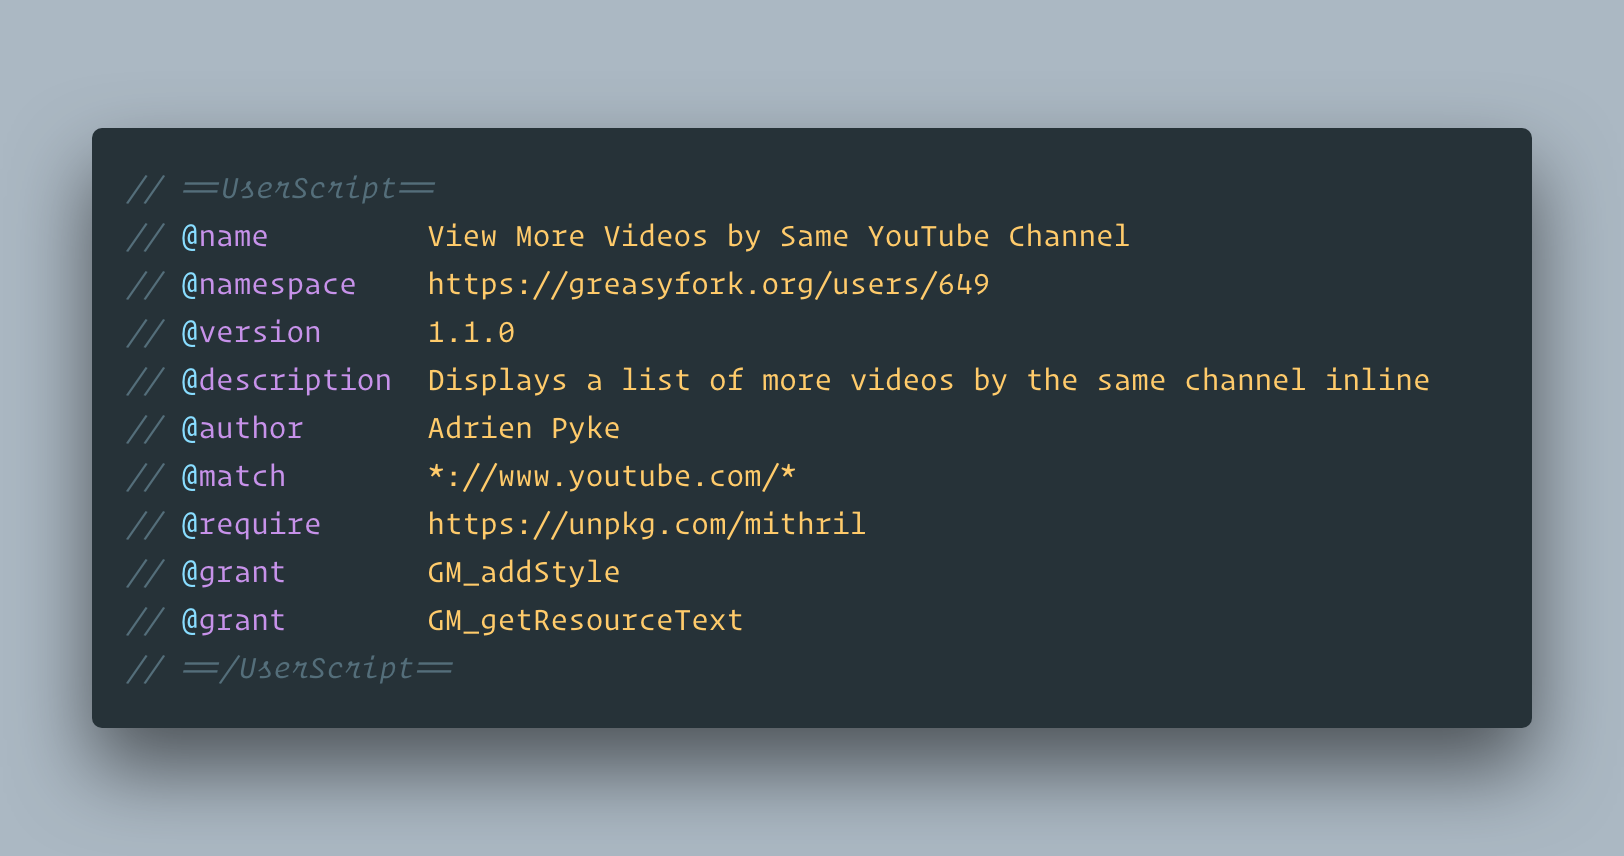 // ==UserScript==
// @name         View More Videos by Same YouTube Channel
// @namespace    https://greasyfork.org/users/649
// @version      1.1.0
// @description  Displays a list of more videos by the same channel inline
// @author       Adrien Pyke
// @match        *://www.youtube.com/*
// @require      https://unpkg.com/mithril
// @grant        GM_addStyle
// @grant        GM_getResourceText
// ==/UserScript==